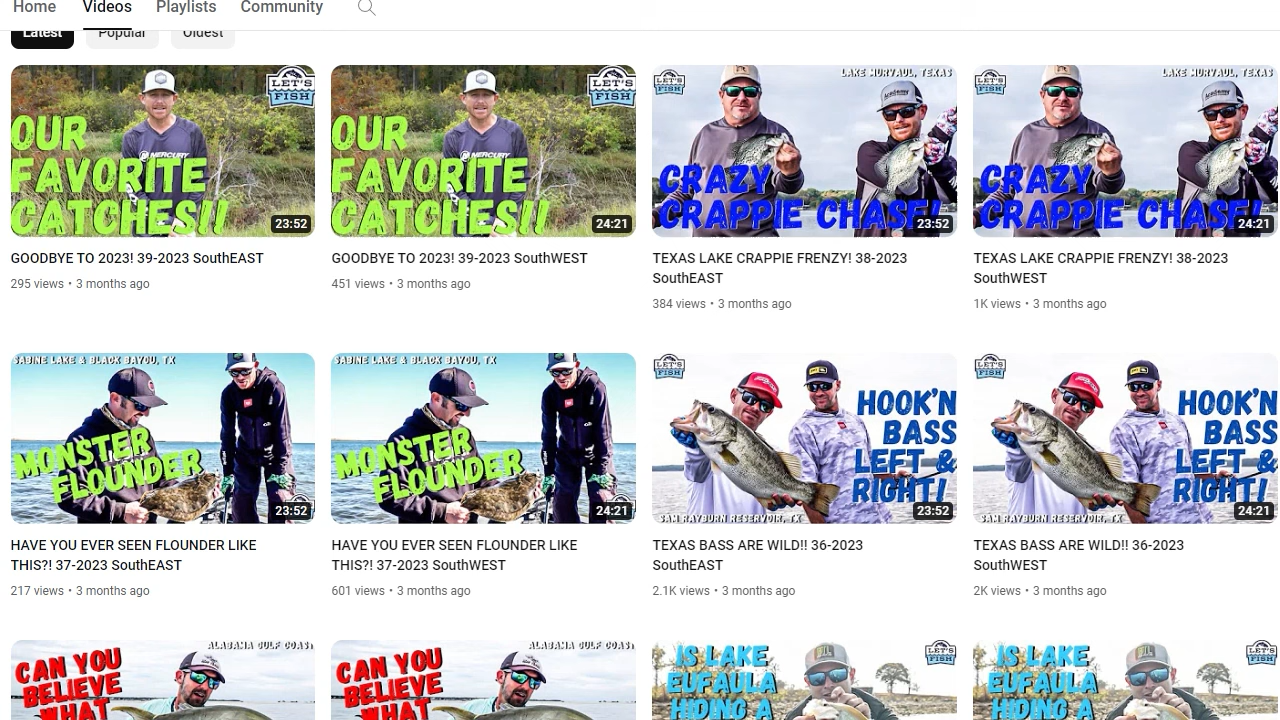 Home Videos Playlists Community
Latest Popular Oldest
LET'S FISH
OUR
FAVORITE
CATCHES!!
MERCURY
23:52
LET'S FISH
OUR
FAVORITE
CATCHES!!
MERCURY
24:21
LET'S FISH
LAKE MURVAUL, TEXAS
Academy
CRAZY
CRAPPIE CHASE!
23:52
LET'S FISH
LAKE MURVAUL, TEXAS
Academy
CRAZY
CRAPPIE CHASE!
24:21
GOODBYE TO 2023! 39-2023 SouthEAST
295 views • 3 months ago
GOODBYE TO 2023! 39-2023 SouthWEST
451 views • 3 months ago
TEXAS LAKE CRAPPIE FRENZY! 38-2023
SouthEAST
384 views • 3 months ago
TEXAS LAKE CRAPPIE FRENZY! 38-2023
SouthWEST
1K views • 3 months ago
SABINE LAKE & BLACK BAYOU, TX
MONSTER
FLOUNDER
23:52
SABINE LAKE & BLACK BAYOU, TX
MONSTER
FLOUNDER
24:21
LET'S FISH
HOOK'N
BASS
LEFT &
RIGHT!
SAM RAYBURN RESERVOIR, TX
23:52
LET'S FISH
HOOK'N
BASS
LEFT &
RIGHT!
SAM RAYBURN RESERVOIR, TX
24:21
HAVE YOU EVER SEEN FLOUNDER LIKE
THIS?! 37-2023 SouthEAST
217 views • 3 months ago
HAVE YOU EVER SEEN FLOUNDER LIKE
THIS?! 37-2023 SouthWEST
601 views • 3 months ago
TEXAS BASS ARE WILD!! 36-2023
SouthEAST
2.1K views • 3 months ago
TEXAS BASS ARE WILD!! 36-2023
SouthWEST
2K views • 3 months ago
ALABAMA GULF COAST
CAN YOU
BELIEVE
WHAT
ALABAMA GULF COAST
CAN YOU
BELIEVE
WHAT
IS LAKE
EUFAULA
HIDING A
LET'S FISH
IS LAKE
EUFAULA
HIDING A
LET'S FISH